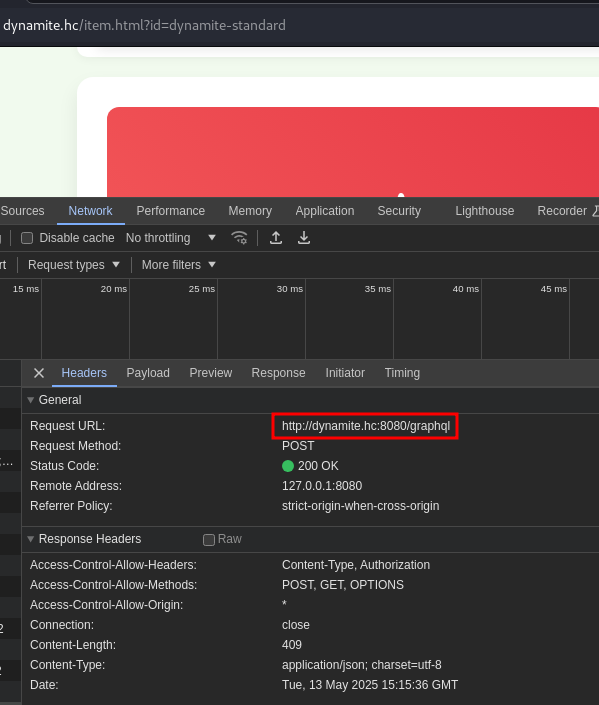 dynamite.hc/item.html?id=dynamite-standard
Sources Network Performance Memory Application Security Lighthouse Recorder
Disable cache No throttling
rt Request types More filters
15 ms 20 ms 25 ms 30 ms 35 ms 40 ms 45 ms
Headers Payload Preview Response Initiator Timing
General
Request URL: http://dynamite.hc:8080/graphql
Request Method: POST
:... Status Code: 200 OK
Remote Address: 127.0.0.1:8080
Referrer Policy: strict-origin-when-cross-origin
Response Headers Raw
Access-Control-Allow-Headers: Content-Type, Authorization
Access-Control-Allow-Methods: POST, GET, OPTIONS
Access-Control-Allow-Origin: *
2 Connection: close
Content-Length: 409
2 Content-Type: application/json; charset=utf-8
Date: Tue, 13 May 2025 15:15:36 GMT